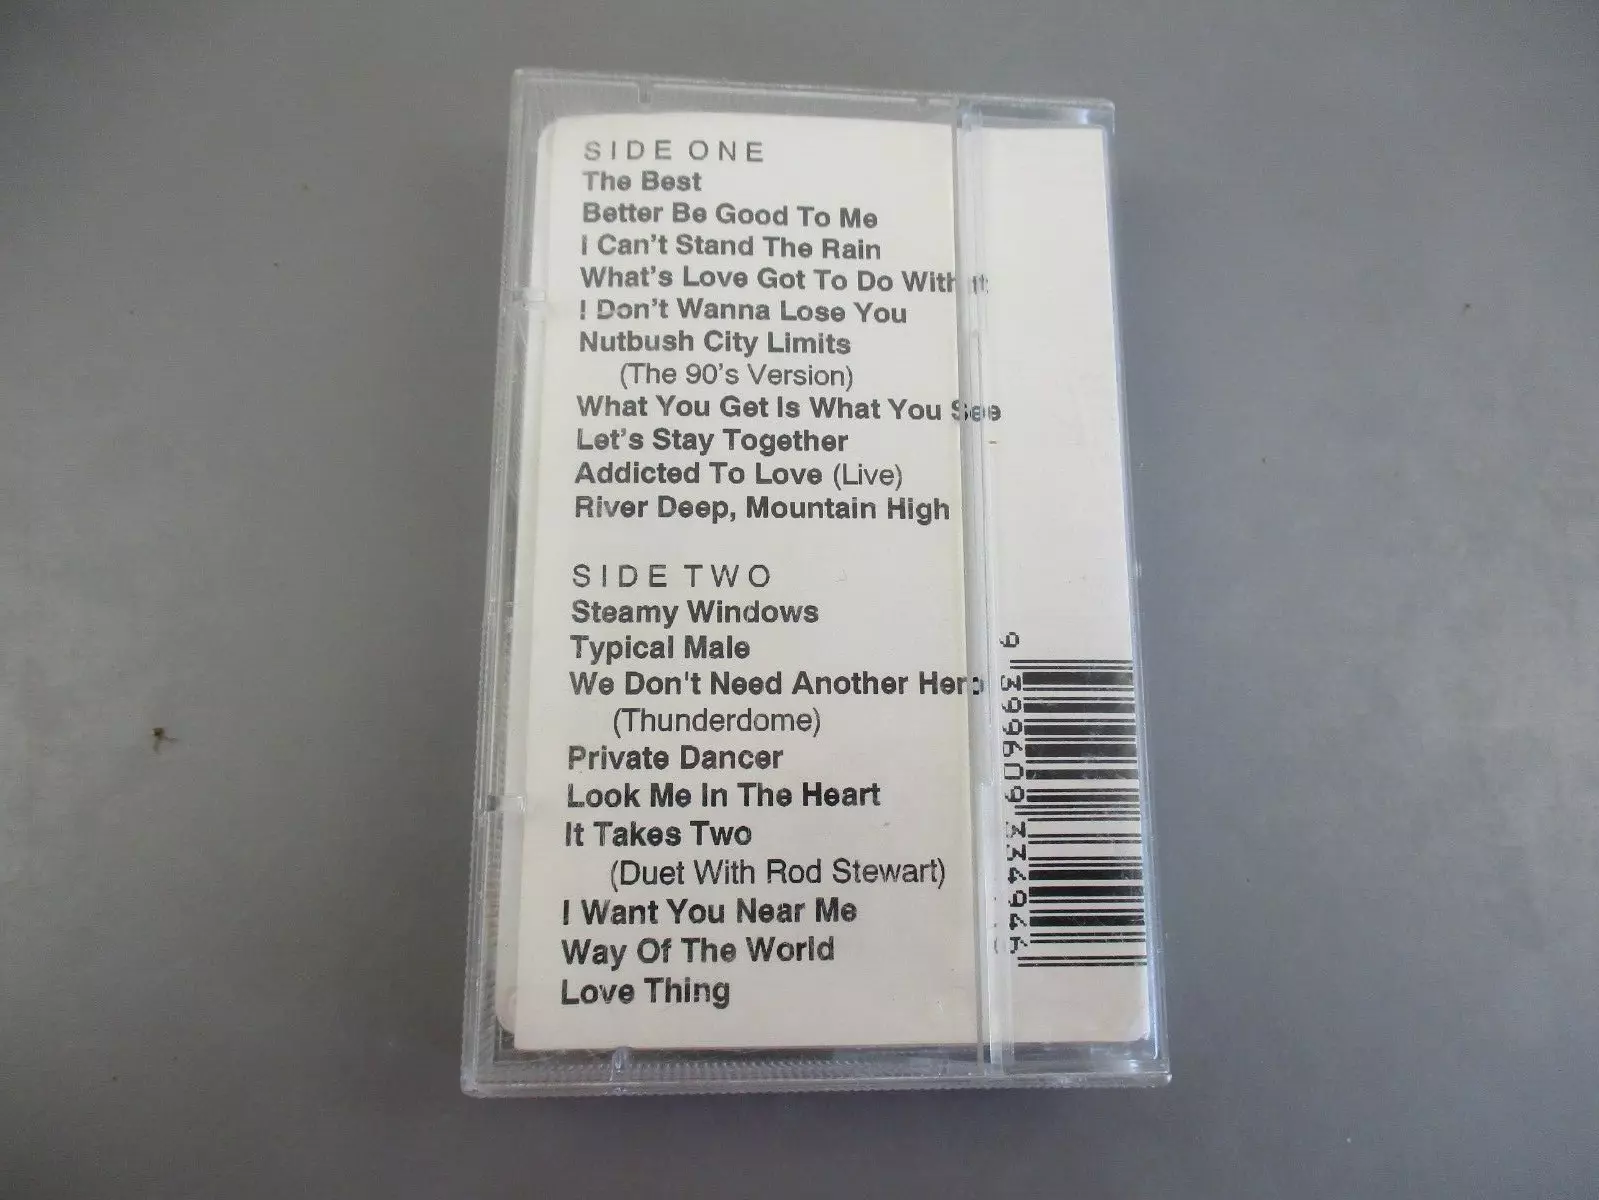 SIDE ONE
The Best
Better Be Good To Me
I Can't Stand The Rain
What's Love Got To Do With It
I Don't Wanna Lose You
Nutbush City Limits
(The 90's Version)
What You Get Is What You See
Let's Stay Together
Addicted To Love (Live)
River Deep, Mountain High
SIDE TWO
Steamy Windows
Typical Male
We Don't Need Another Hero
(Thunderdome)
Private Dancer
Look Me In The Heart
It Takes Two
(Duet With Rod Stewart)
I Want You Near Me
Way Of The World
Love Thing
9 399609 334944